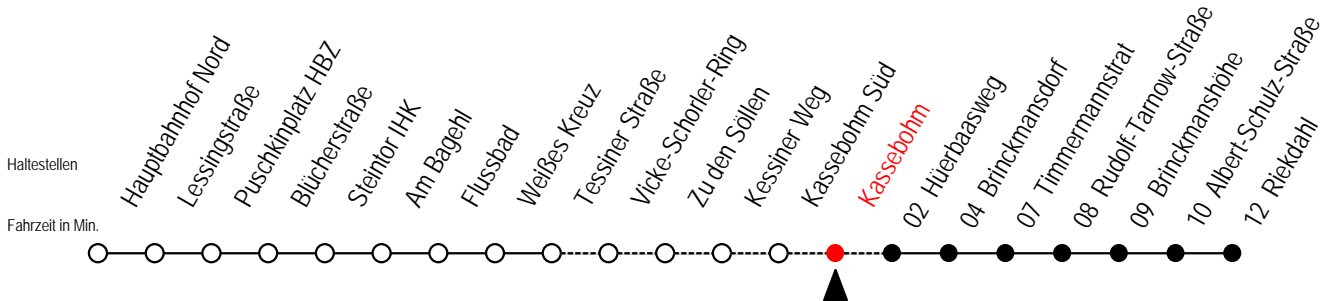 Haltestellen
Fahrzeit in Min.
Hauptbahnhof Nord
Lessingstraße
Puschkinplatz HBZ
Blücherstraße
Steintor IHK
Am Bagehl
Flussbad
Weißes Kreuz
Tessiner Straße
Vicke-Schorler-Ring
Zu den Söllen
Kessiner Weg
Kassebohm Süd
Kassebohm
02 Hüerbaasweg
04 Brinckmansdorf
07 Timmermannstrat
08 Rudolf-Tarnow-Straße
09 Brinckmanshöhe
10 Albert-Schulz-Straße
12 Riekdahl